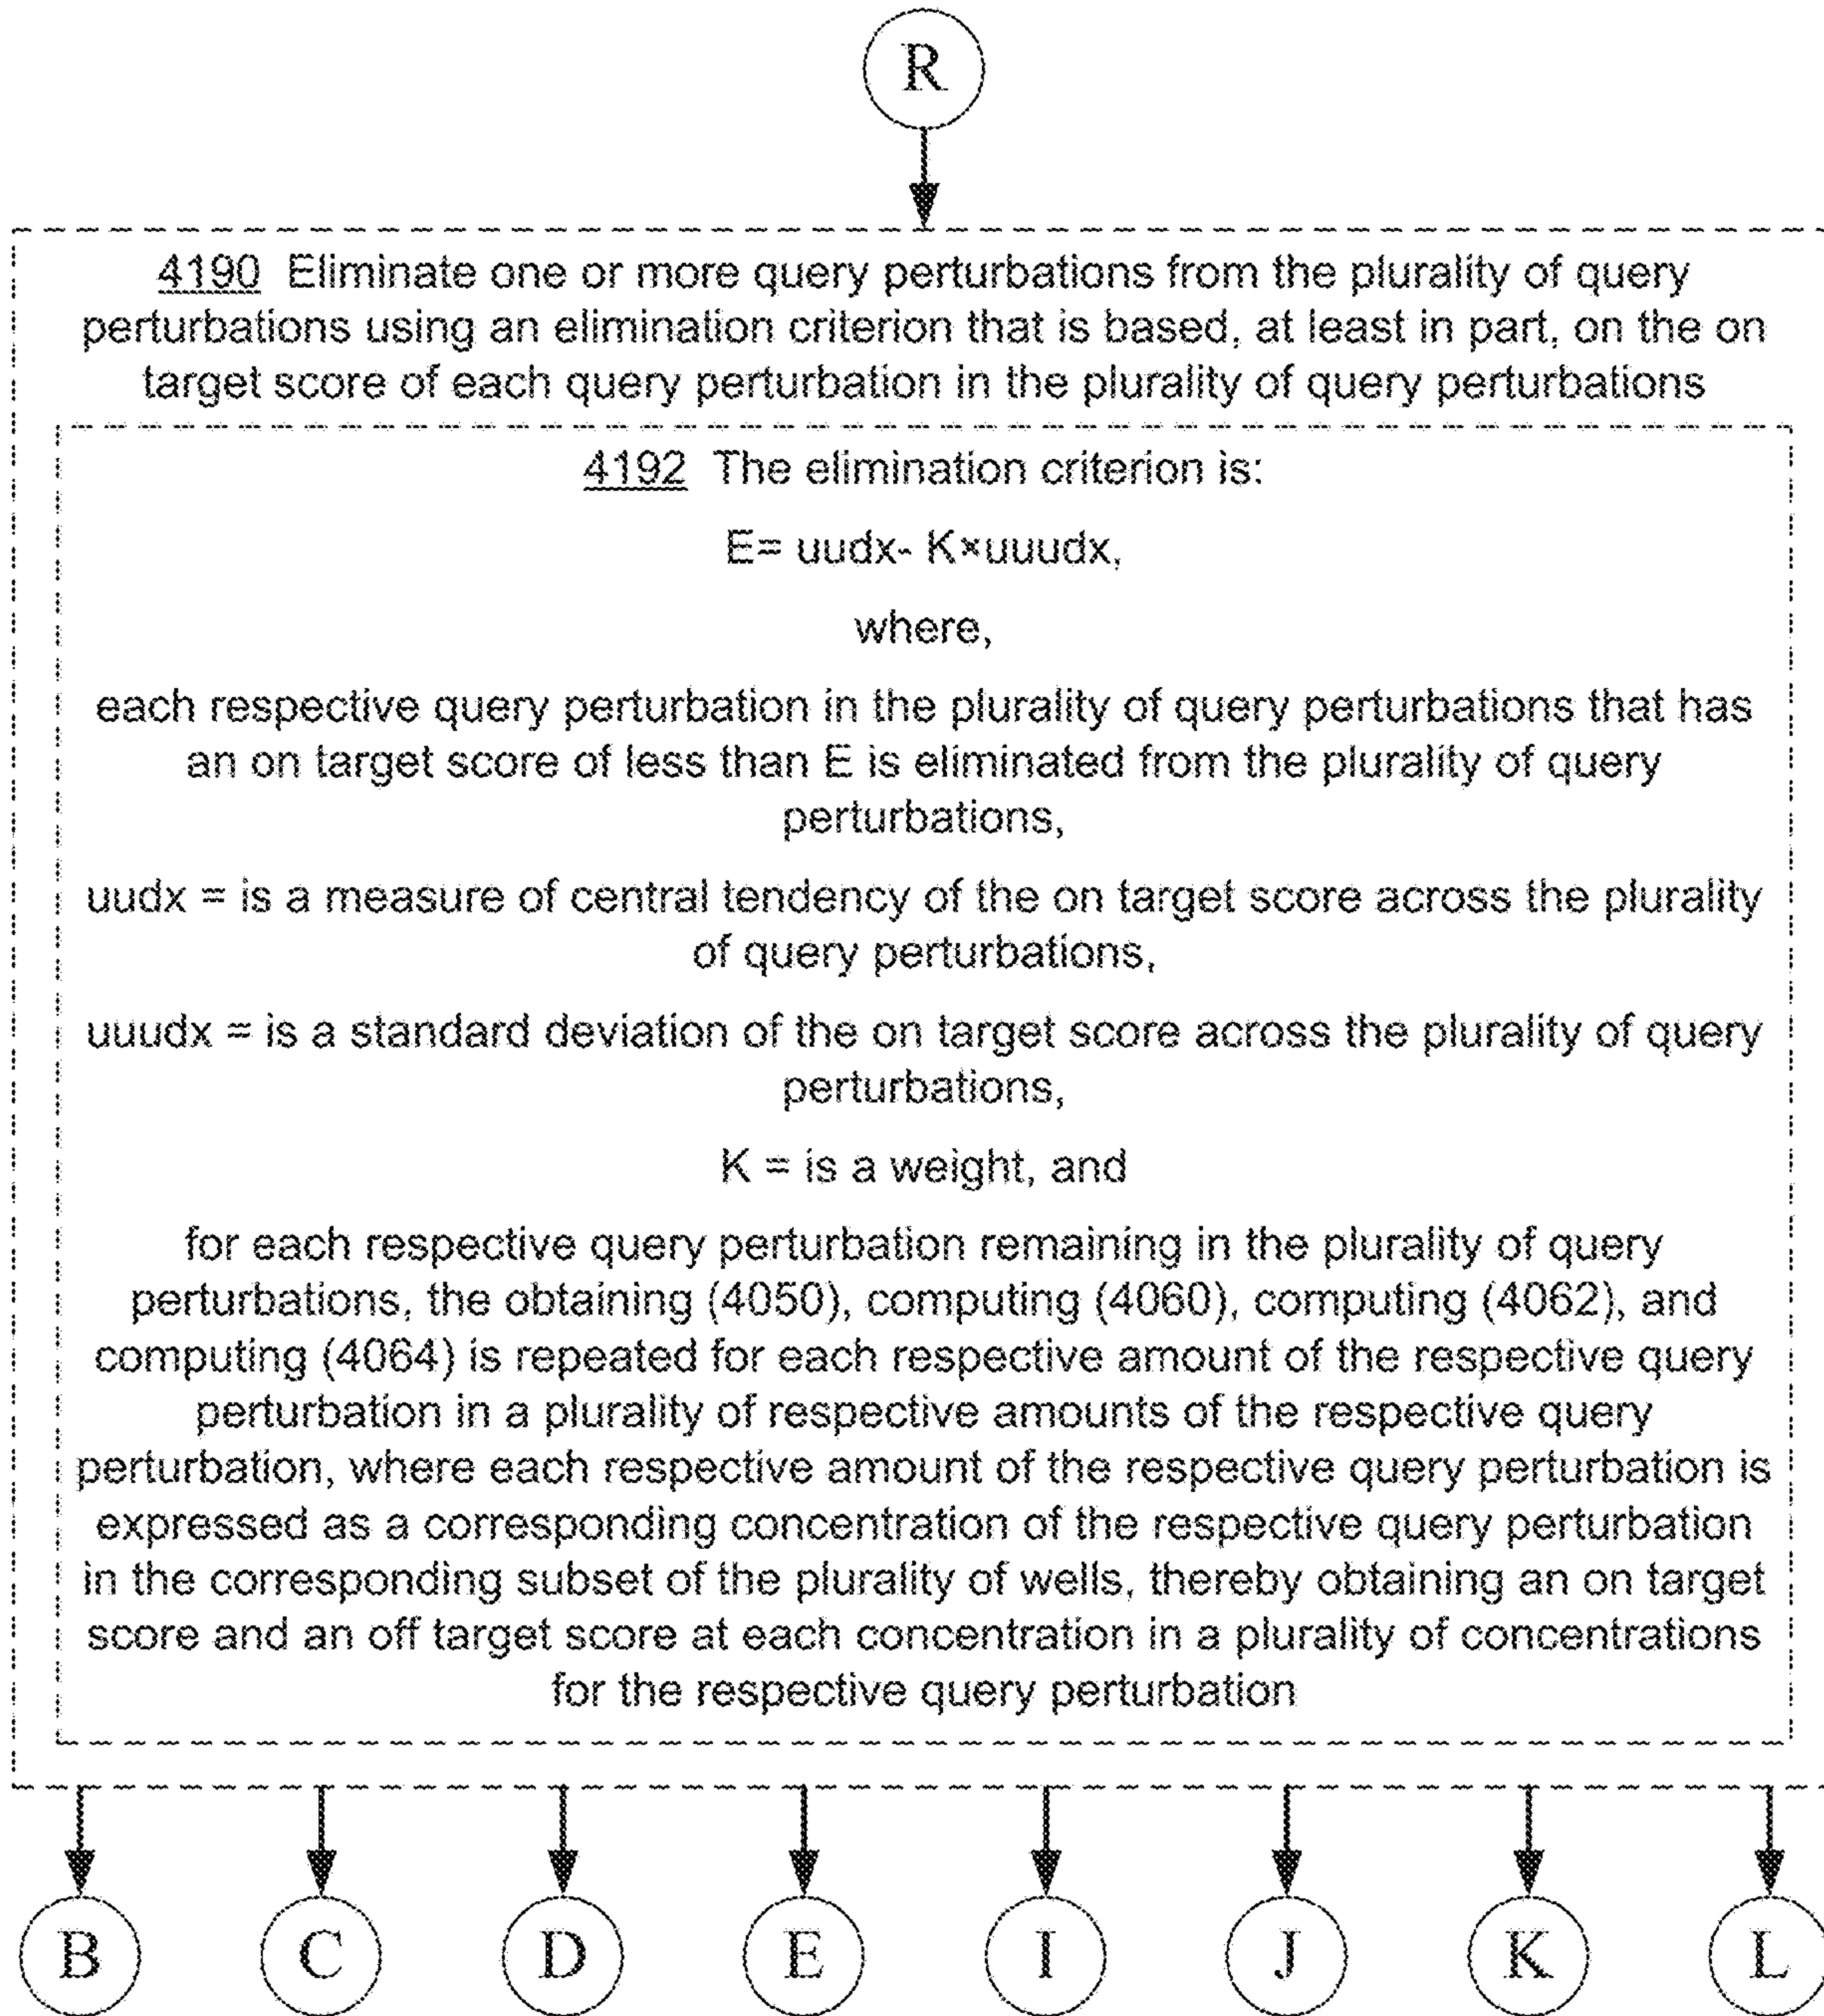 R
4190 Eliminate one or more query perturbations from the plurality of query
perturbations using an elimination criterion that is based, at least in part, on the on
target score of each query perturbation in the plurality of query perturbations
4192 The elimination criterion is:
E= uudx- K×uuudx,
where,
each respective query perturbation in the plurality of query perturbations that has
an on target score of less than E is eliminated from the plurality of query
perturbations,
uudx = is a measure of central tendency of the on target score across the plurality
of query perturbations,
uuudx = is a standard deviation of the on target score across the plurality of query
perturbations,
K = is a weight, and
for each respective query perturbation remaining in the plurality of query
perturbations, the obtaining (4050), computing (4060), computing (4062), and
computing (4064) is repeated for each respective amount of the respective query
perturbation in a plurality of respective amounts of the respective query
perturbation, where each respective amount of the respective query perturbation is
expressed as a corresponding concentration of the respective query perturbation
in the corresponding subset of the plurality of wells, thereby obtaining an on target
score and an off target score at each concentration in a plurality of concentrations
for the respective query perturbation
B C D E I J K L